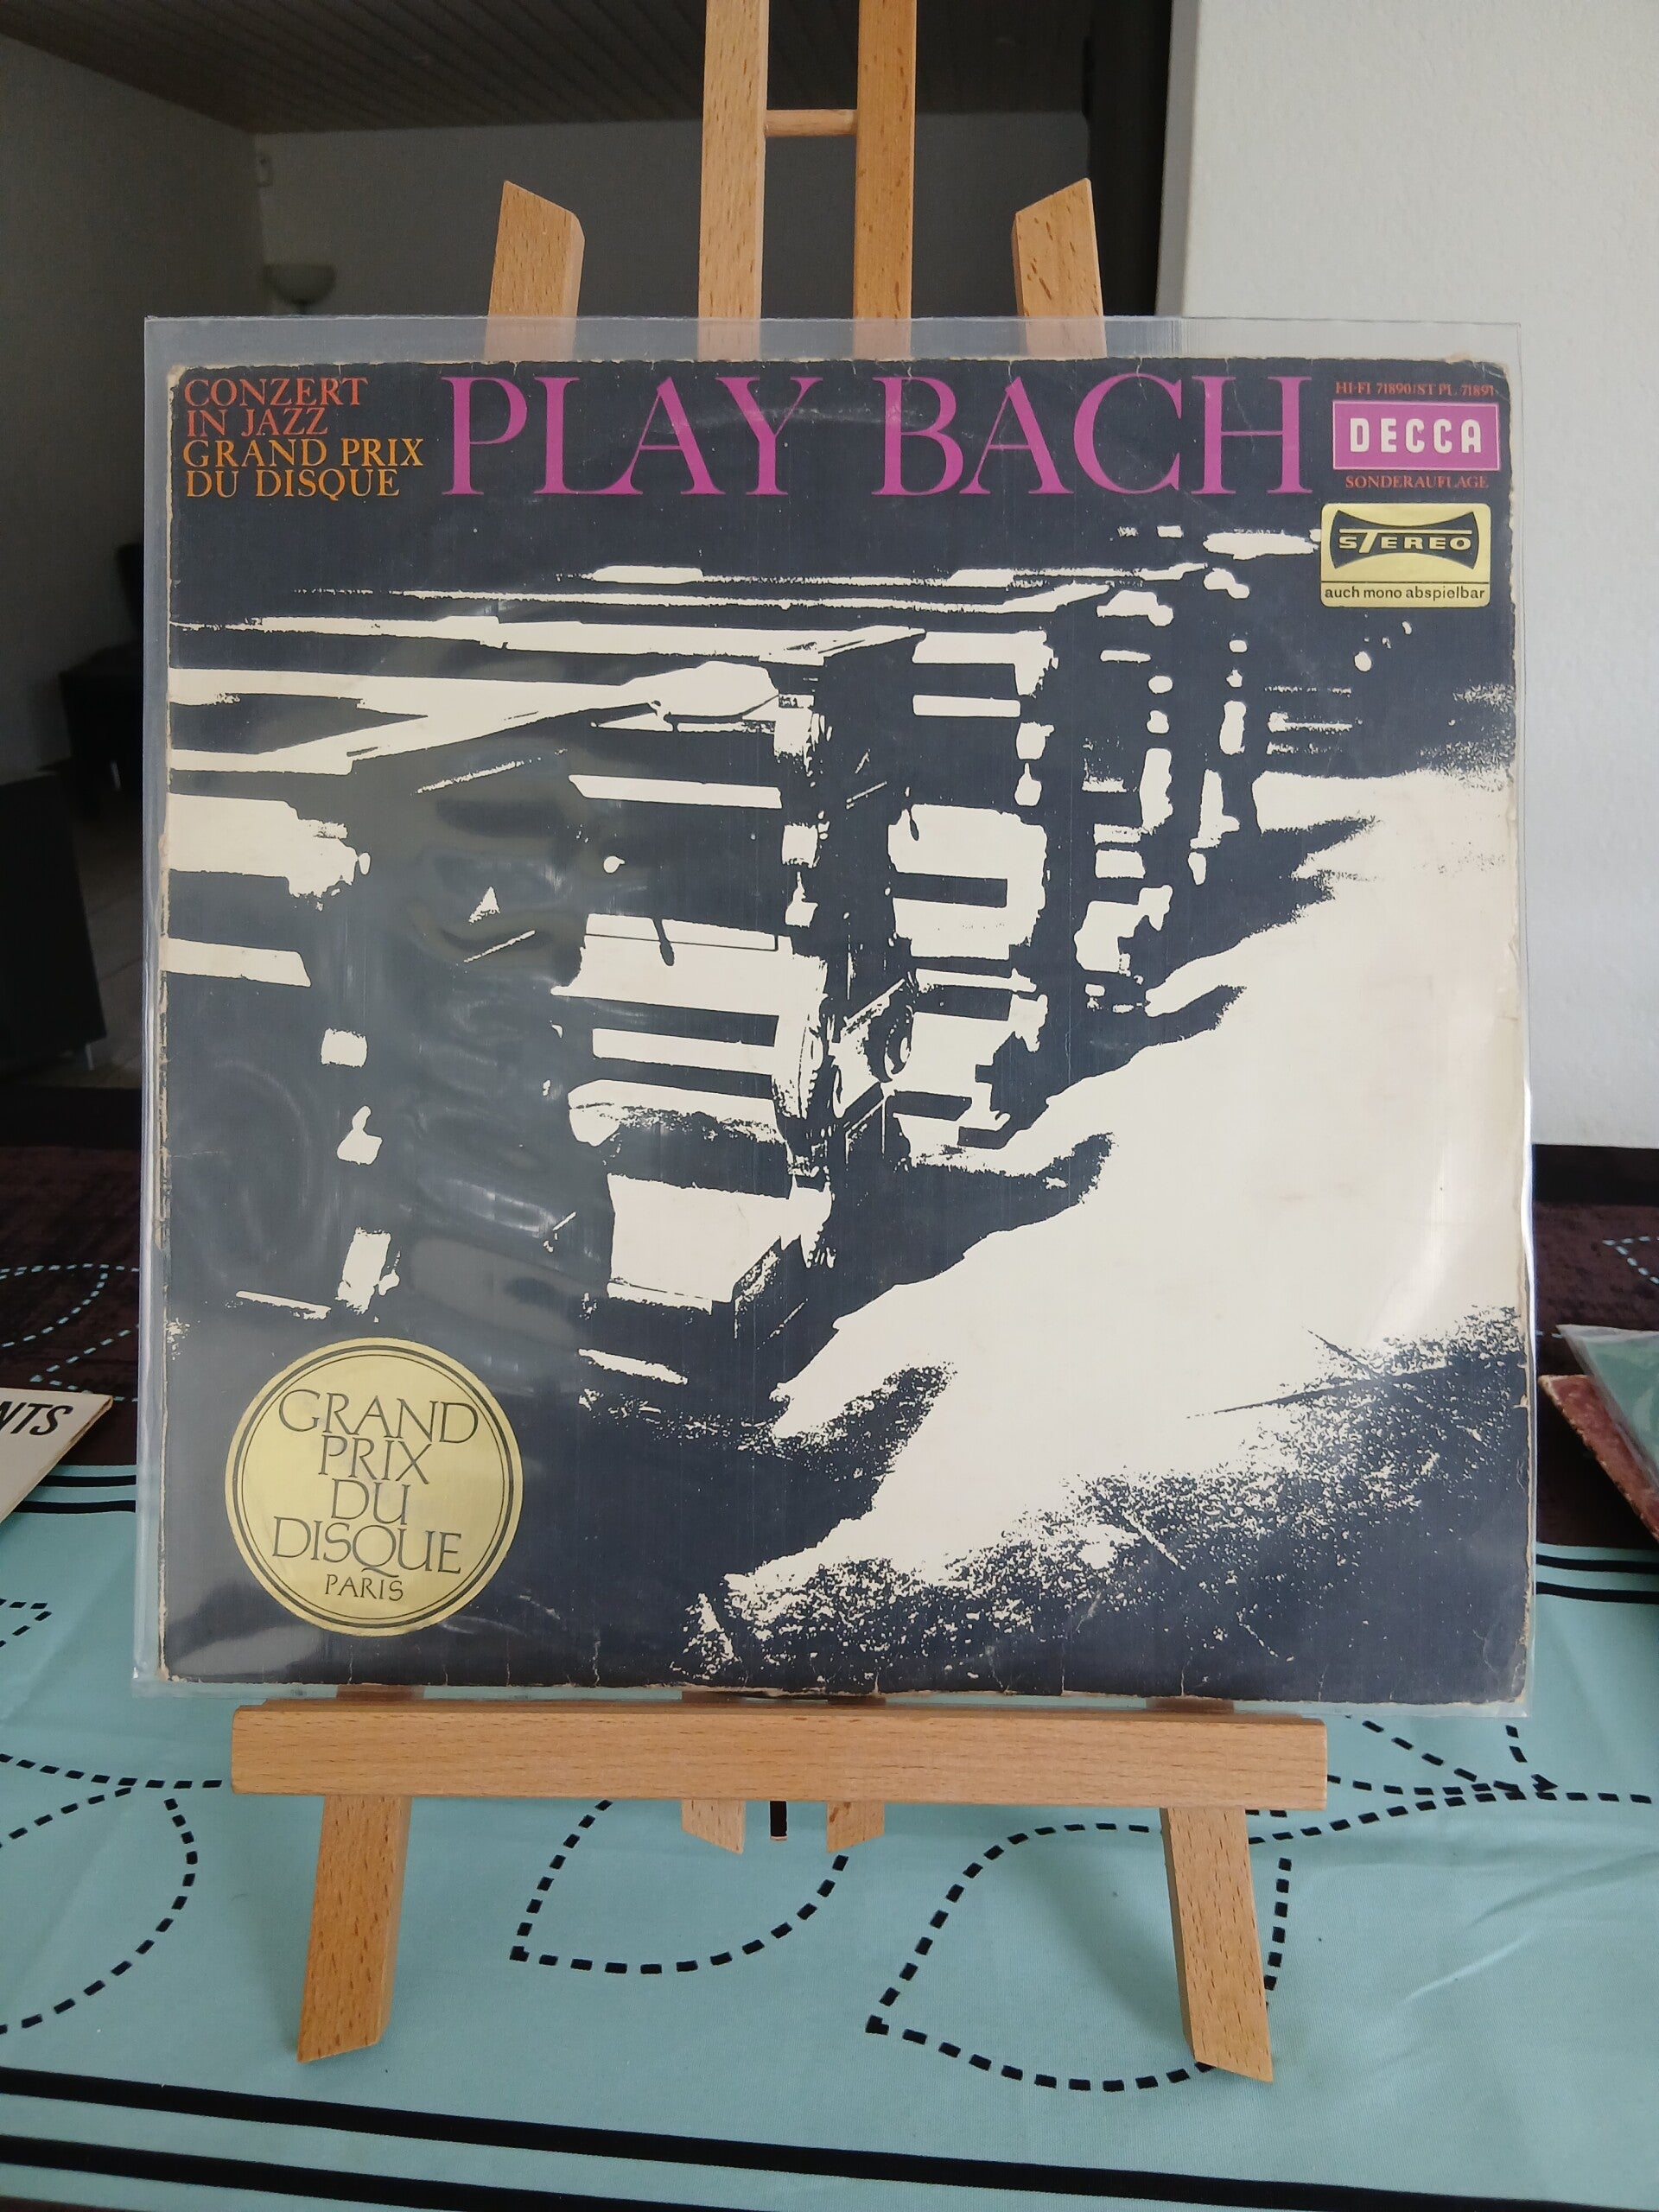 CONZERT
IN JAZZ
GRAND PRIX
DU DISQUE
PLAY BACH
HI-FI 71890/ST PL. 71891
DECCA
SONDERAUFLAGE
STEREO
auch mono abspielbar
GRAND
PRIX
DU
DISQUE
PARIS
NTS